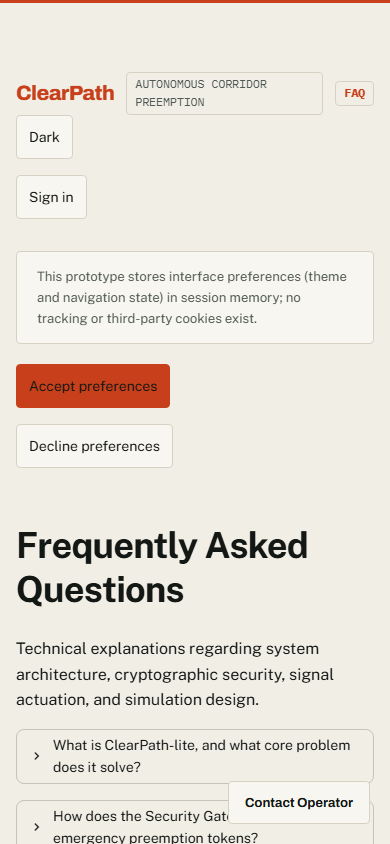 ClearPath
AUTONOMOUS CORRIDOR
PREEMPTION
FAQ
Dark
Sign in
This prototype stores interface preferences (theme
and navigation state) in session memory; no
tracking or third-party cookies exist.
Accept preferences
Decline preferences
Frequently Asked
Questions
Technical explanations regarding system
architecture, cryptographic security, signal
actuation, and simulation design.
What is ClearPath-lite, and what core problem
does it solve?
How does the Security
emergency preemption tokens?
Contact Operator